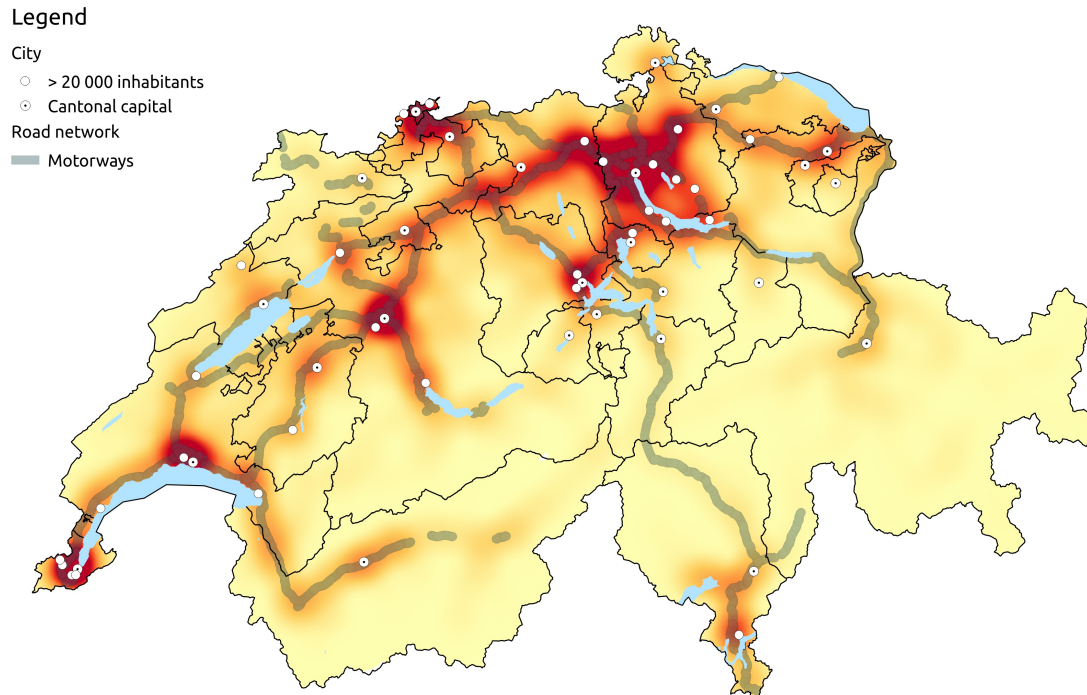 Legend
City
> 20 000 inhabitants
Cantonal capital
Road network
Motorways